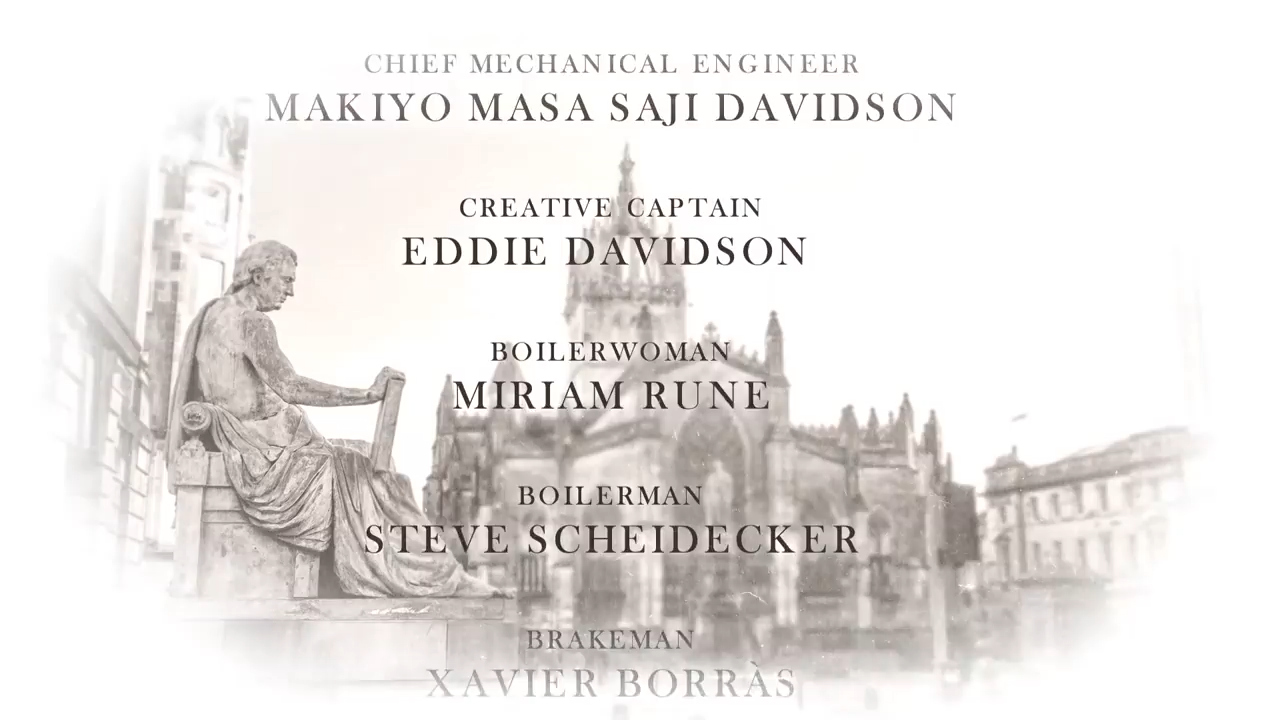 CHIEF MECHANICAL ENGINEER
MAKIYO MASA SAJI DAVIDSON
CREATIVE CAPTAIN
EDDIE DAVIDSON
BOILERWOMAN
MIRIAM RUNE
BOILERMAN
STEVE SCHEIDECKER
BRAKEMAN
XAVIER BORRÀS